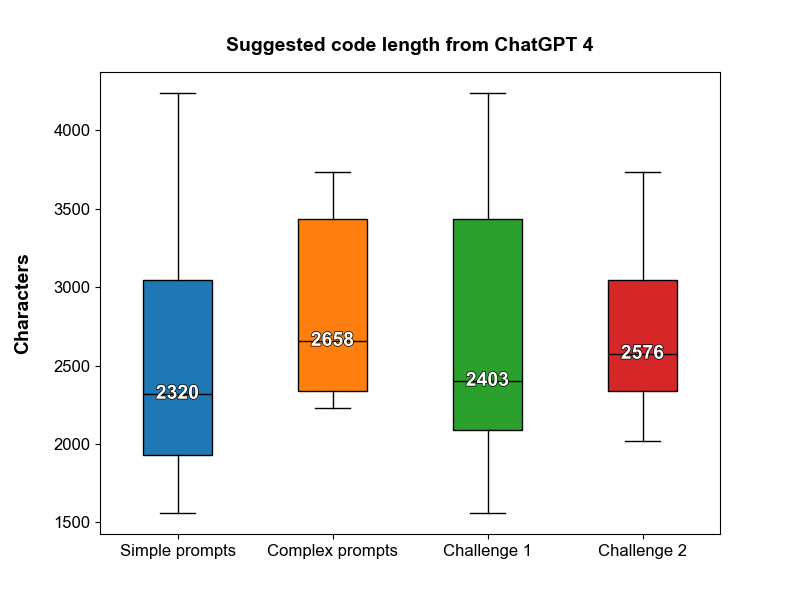 Suggested code length from ChatGPT 4
Characters
4000
3500
3000
2500
2000
1500
2320
2658
2403
2576
Simple prompts
Complex prompts
Challenge 1
Challenge 2